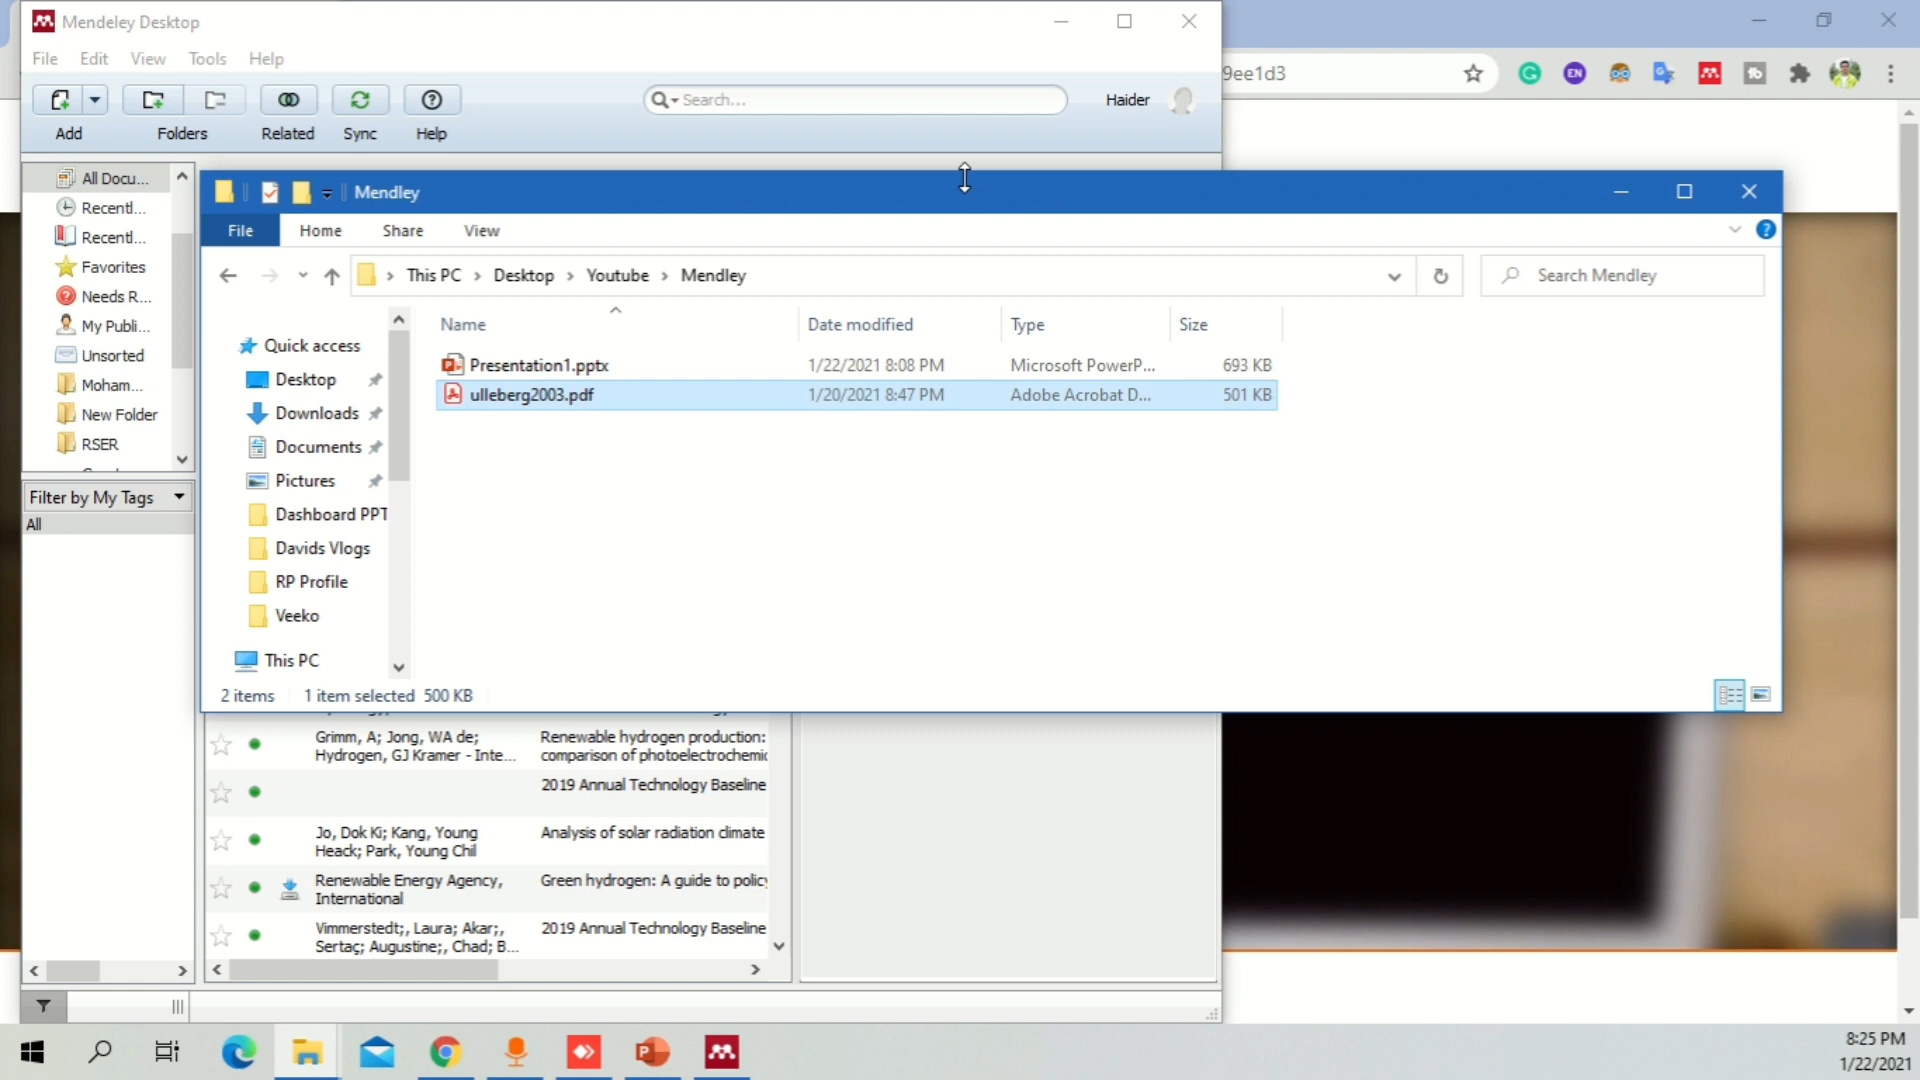 Mendeley Desktop
File Edit View Tools Help
9ee1d3
EN
Search...
Haider
Add Folders Related Sync Help
All Docu...
Recentl...
Recentl...
Favorites
Needs R...
My Publi...
Unsorted
Moham...
New Folder
RSER
Filter by My Tags
All
Mendley
File Home Share View
This PC > Desktop > Youtube > Mendley
Search Mendley
Name Date modified Type Size
Presentation1.pptx 1/22/2021 8:08 PM Microsoft PowerP... 693 KB
ulleberg2003.pdf 1/20/2021 8:47 PM Adobe Acrobat D... 501 KB
Quick access
Desktop
Downloads
Documents
Pictures
Dashboard PPT
Davids Vlogs
RP Profile
Veeko
This PC
2 items 1 item selected 500 KB
Grimm, A; Jong, WA de; Renewable hydrogen production:
Hydrogen, GJ Kramer - Inte... comparison of photoelectrochemic
2019 Annual Technology Baseline
Jo, Dok Ki; Kang, Young Analysis of solar radiation climate
Heack; Park, Young Chil
Renewable Energy Agency, Green hydrogen: A guide to policy
International
Vimmerstedt;, Laura; Akar;, 2019 Annual Technology Baseline
Sertaç; Augustine;, Chad; B...
8:25 PM
1/22/2021